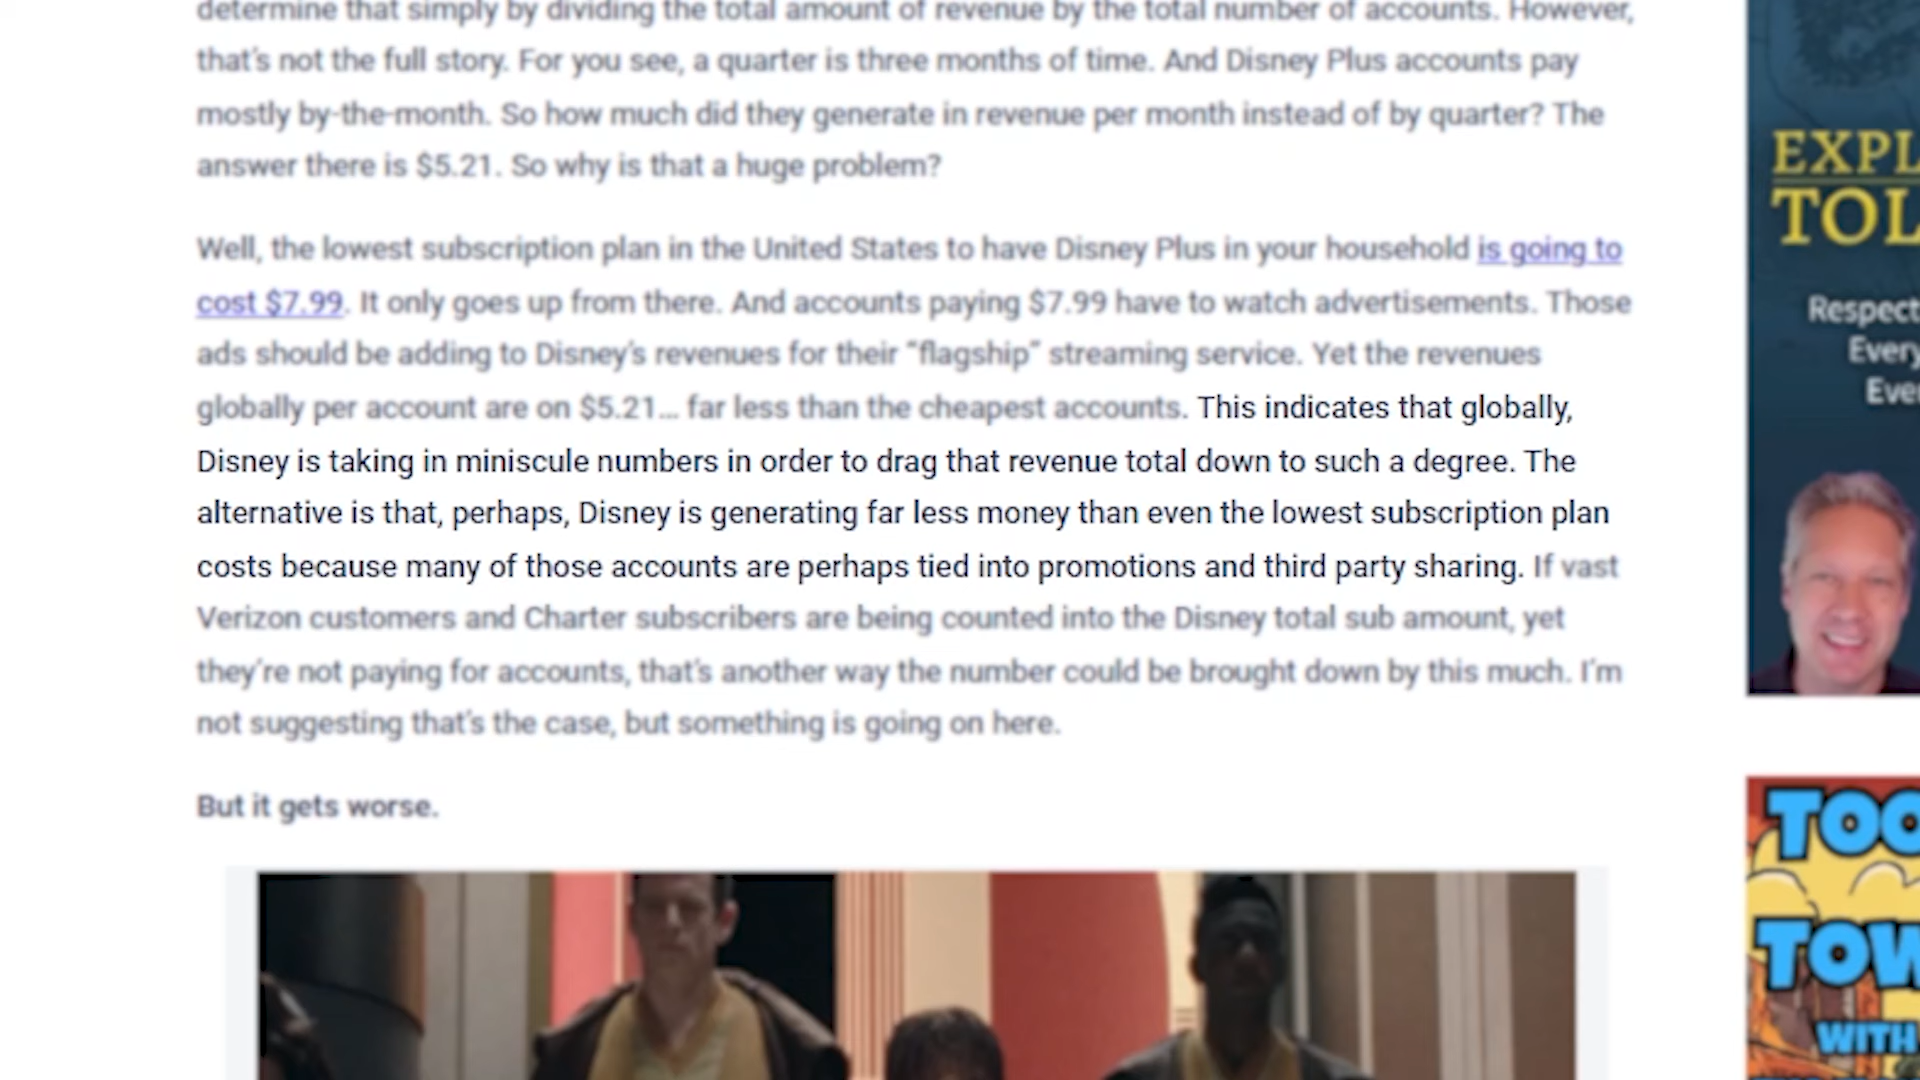 determine that simply by dividing the total amount of revenue by the total number of accounts. However,
that's not the full story. For you see, a quarter is three months of time. And Disney Plus accounts pay
mostly by-the-month. So how much did they generate in revenue per month instead of by quarter? The
answer there is $5.21. So why is that a huge problem?
Well, the lowest subscription plan in the United States to have Disney Plus in your household is going to
cost $7.99. It only goes up from there. And accounts paying $7.99 have to watch advertisements. Those
ads should be adding to Disney's revenues for their “flagship” streaming service. Yet the revenues
globally per account are on $5.21... far less than the cheapest accounts. This indicates that globally,
Disney is taking in miniscule numbers in order to drag that revenue total down to such a degree. The
alternative is that, perhaps, Disney is generating far less money than even the lowest subscription plan
costs because many of those accounts are perhaps tied into promotions and third party sharing. If vast
Verizon customers and Charter subscribers are being counted into the Disney total sub amount, yet
they're not paying for accounts, that's another way the number could be brought down by this much. I'm
not suggesting that's the case, but something is going on here.
But it gets worse.
EXPL
TOL
Respect
Every
Eve
TOO
TOW
WITH